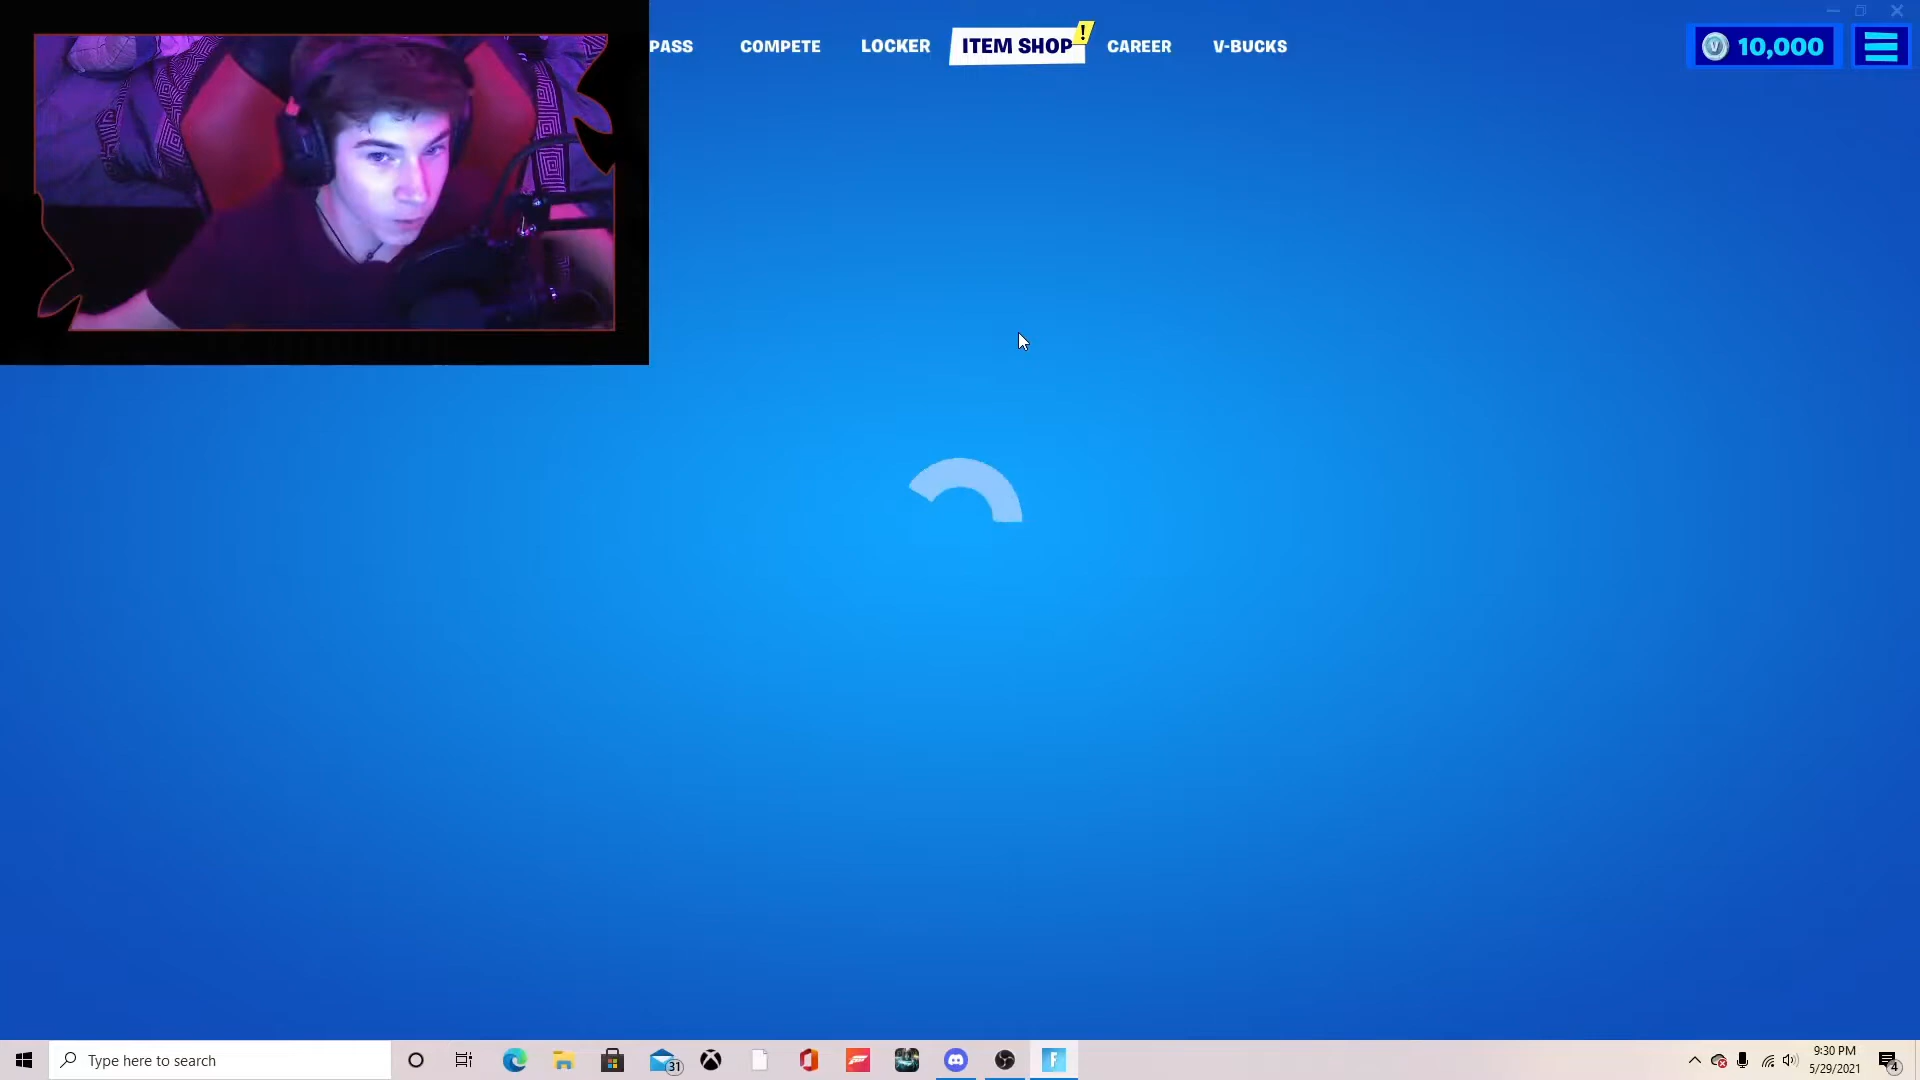 PASS COMPETE LOCKER ITEM SHOP ! CAREER V-BUCKS
V 10,000
Type here to search
31
F
9:30 PM
5/29/2021
4